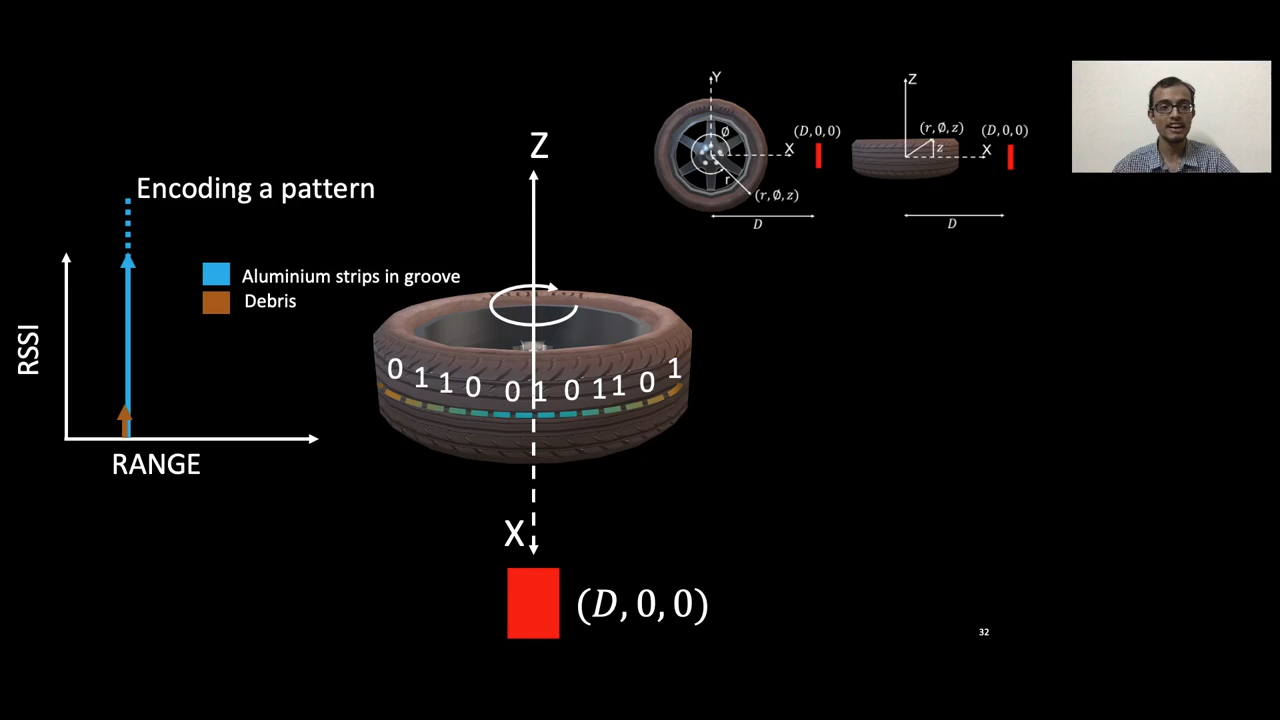 Y
Z
Ø
(D,0,0)
(r,Ø,z)
(D,0,0)
X
z
X
r
(r,Ø,z)
D
D
Z
Encoding a pattern
Aluminium strips in groove
Debris
RSSI
0 1 1 0 0 1 0 1 1 0 1
RANGE
X
(D,0,0)
32